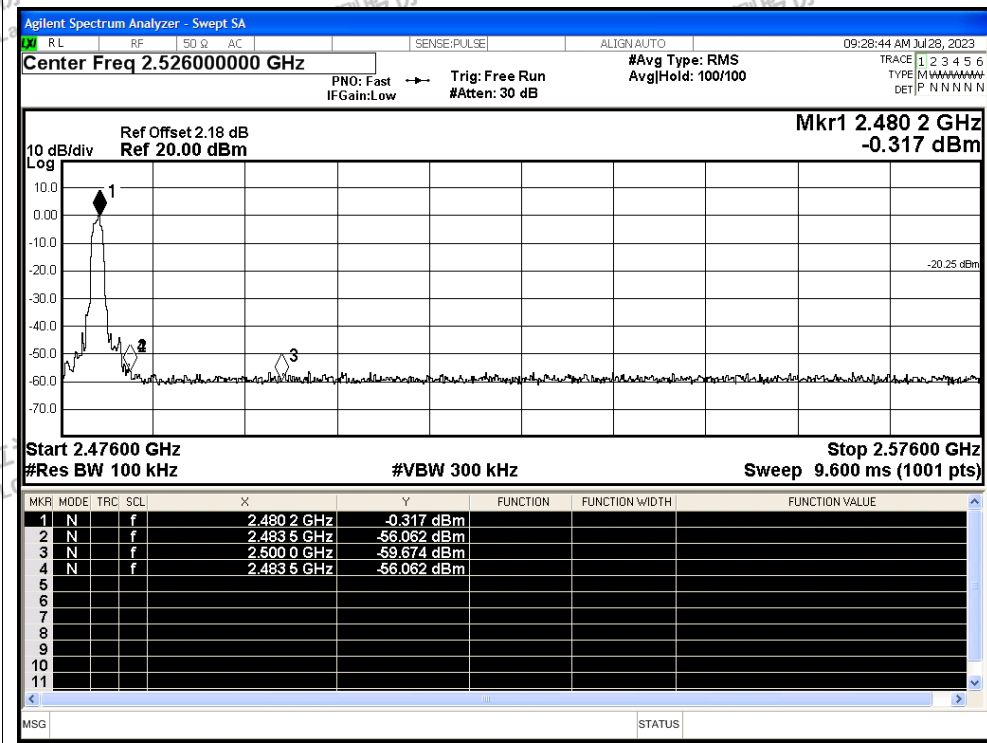 Agilent Spectrum Analyzer - Swept SA
LXI RL RF 50 Ω AC SENSE:PULSE ALIGN AUTO 09:28:44 AM Jul 28, 2023
Center Freq 2.526000000 GHz
PNO: Fast
IFGain:Low
Trig: Free Run
#Atten: 30 dB
#Avg Type: RMS
Avg|Hold: 100/100
TRACE 1 2 3 4 5 6
TYPE M
DET P N N N N N
Ref Offset 2.18 dB
10 dB/div Ref 20.00 dBm
Log
Mkr1 2.480 2 GHz
-0.317 dBm
10.0
0.00
-10.0
-20.0
-30.0
-40.0
-50.0
-60.0
-70.0
1
3
-20.25 dBm
Start 2.47600 GHz Stop 2.57600 GHz
#Res BW 100 kHz #VBW 300 kHz Sweep 9.600 ms (1001 pts)
MKR MODE TRC SCL X Y FUNCTION FUNCTION WIDTH FUNCTION VALUE
1 N f 2.480 2 GHz -0.317 dBm
2 N f 2.483 5 GHz -56.062 dBm
3 N f 2.500 0 GHz -59.674 dBm
4 N f 2.483 5 GHz -56.062 dBm
5
6
7
8
9
10
11
MSG STATUS